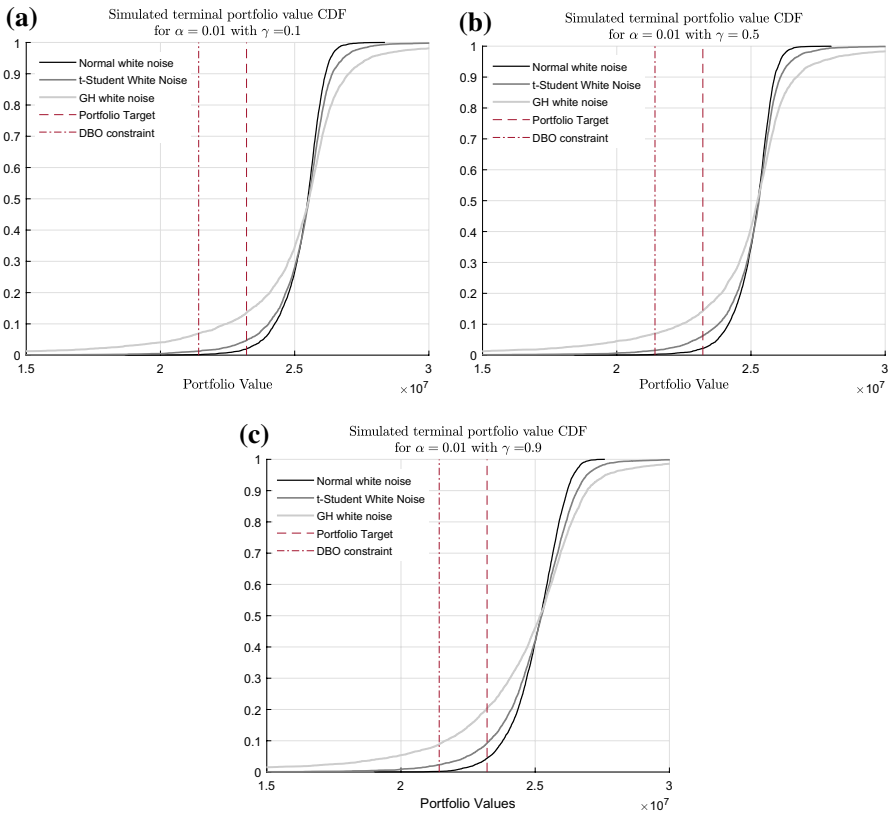 (a)
Simulated terminal portfolio value CDF
for α = 0.01 with γ =0.1
1
0.9
0.8
0.7
0.6
0.5
0.4
0.3
0.2
0.1
0
Normal white noise
t-Student White Noise
GH white noise
Portfolio Target
DBO constraint
1.5
2
2.5
3
Portfolio Value
×10^7
(b)
Simulated terminal portfolio value CDF
for α = 0.01 with γ = 0.5
1
0.9
0.8
0.7
0.6
0.5
0.4
0.3
0.2
0.1
0
Normal white noise
t-Student White Noise
GH white noise
Portfolio Target
DBO constraint
1.5
2
2.5
3
Portfolio Value
×10^7
(c)
Simulated terminal portfolio value CDF
for α = 0.01 with γ =0.9
1
0.9
0.8
0.7
0.6
0.5
0.4
0.3
0.2
0.1
0
Normal white noise
t-Student White Noise
GH white noise
Portfolio Target
DBO constraint
1.5
2
2.5
3
Portfolio Values
×10^7